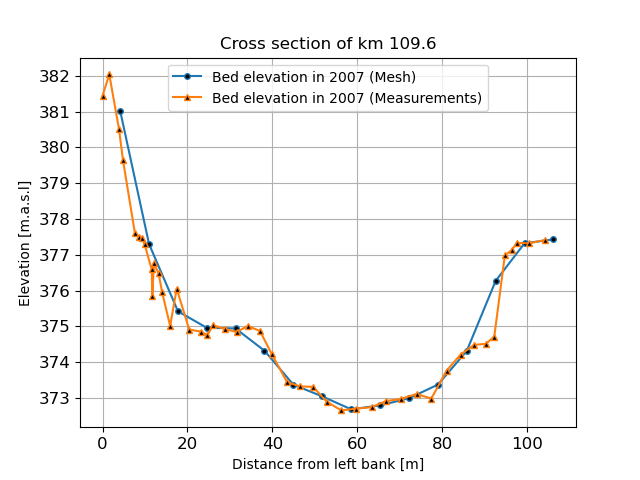 Cross section of km 109.6
Bed elevation in 2007 (Mesh)
Bed elevation in 2007 (Measurements)
Elevation [m.a.s.l]
382
381
380
379
378
377
376
375
374
373
0 20 40 60 80 100
Distance from left bank [m]